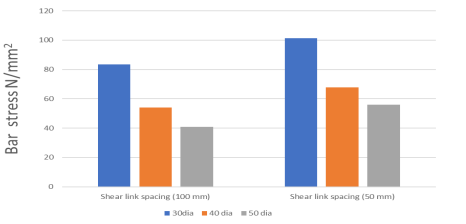 120
100
80
60
40
20
0
Bar stress N/mm²
Shear link spacing (100 mm) Shear link spacing (50 mm)
30dia 40 dia 50 dia